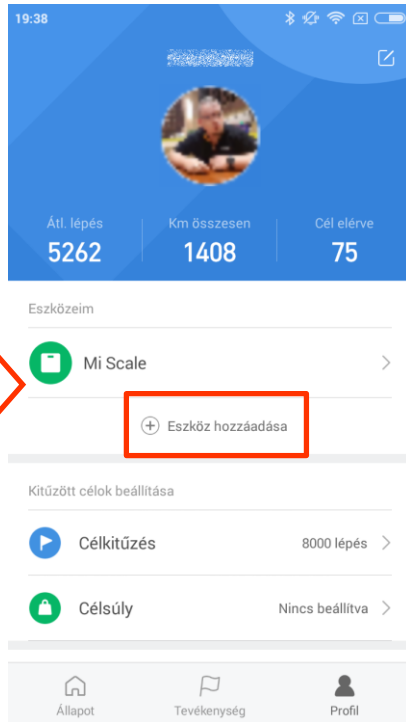 19:38
Átl. lépés Km összesen Cél elérve
5262 1408 75
Eszközeim
Mi Scale
Eszköz hozzáadása
Kitűzött célok beállítása
Célkitűzés 8000 lépés
Célsúly Nincs beállítva
Állapot Tevékenység Profil